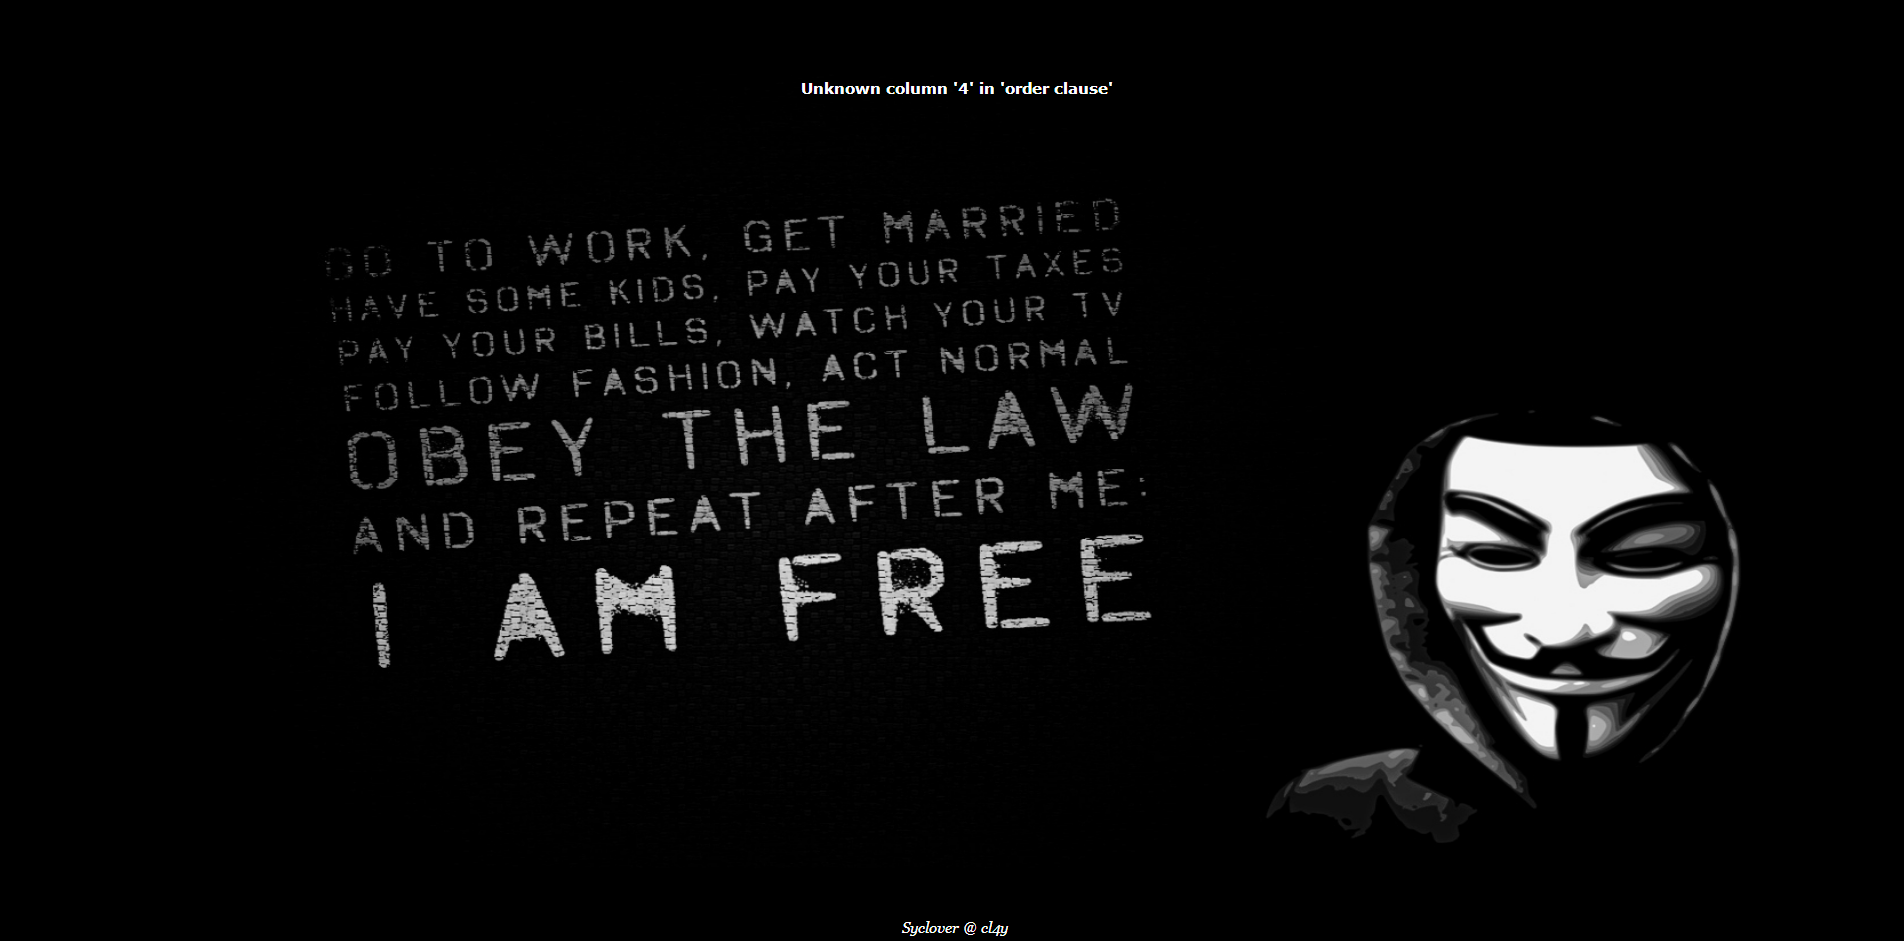 Unknown column '4' in 'order clause'
GO TO WORK, GET MARRIED
HAVE SOME KIDS, PAY YOUR TAXES
PAY YOUR BILLS, WATCH YOUR TV
FOLLOW FASHION, ACT NORMAL
OBEY THE LAW
AND REPEAT AFTER ME:
I AM FREE
Syclover @ cl4y